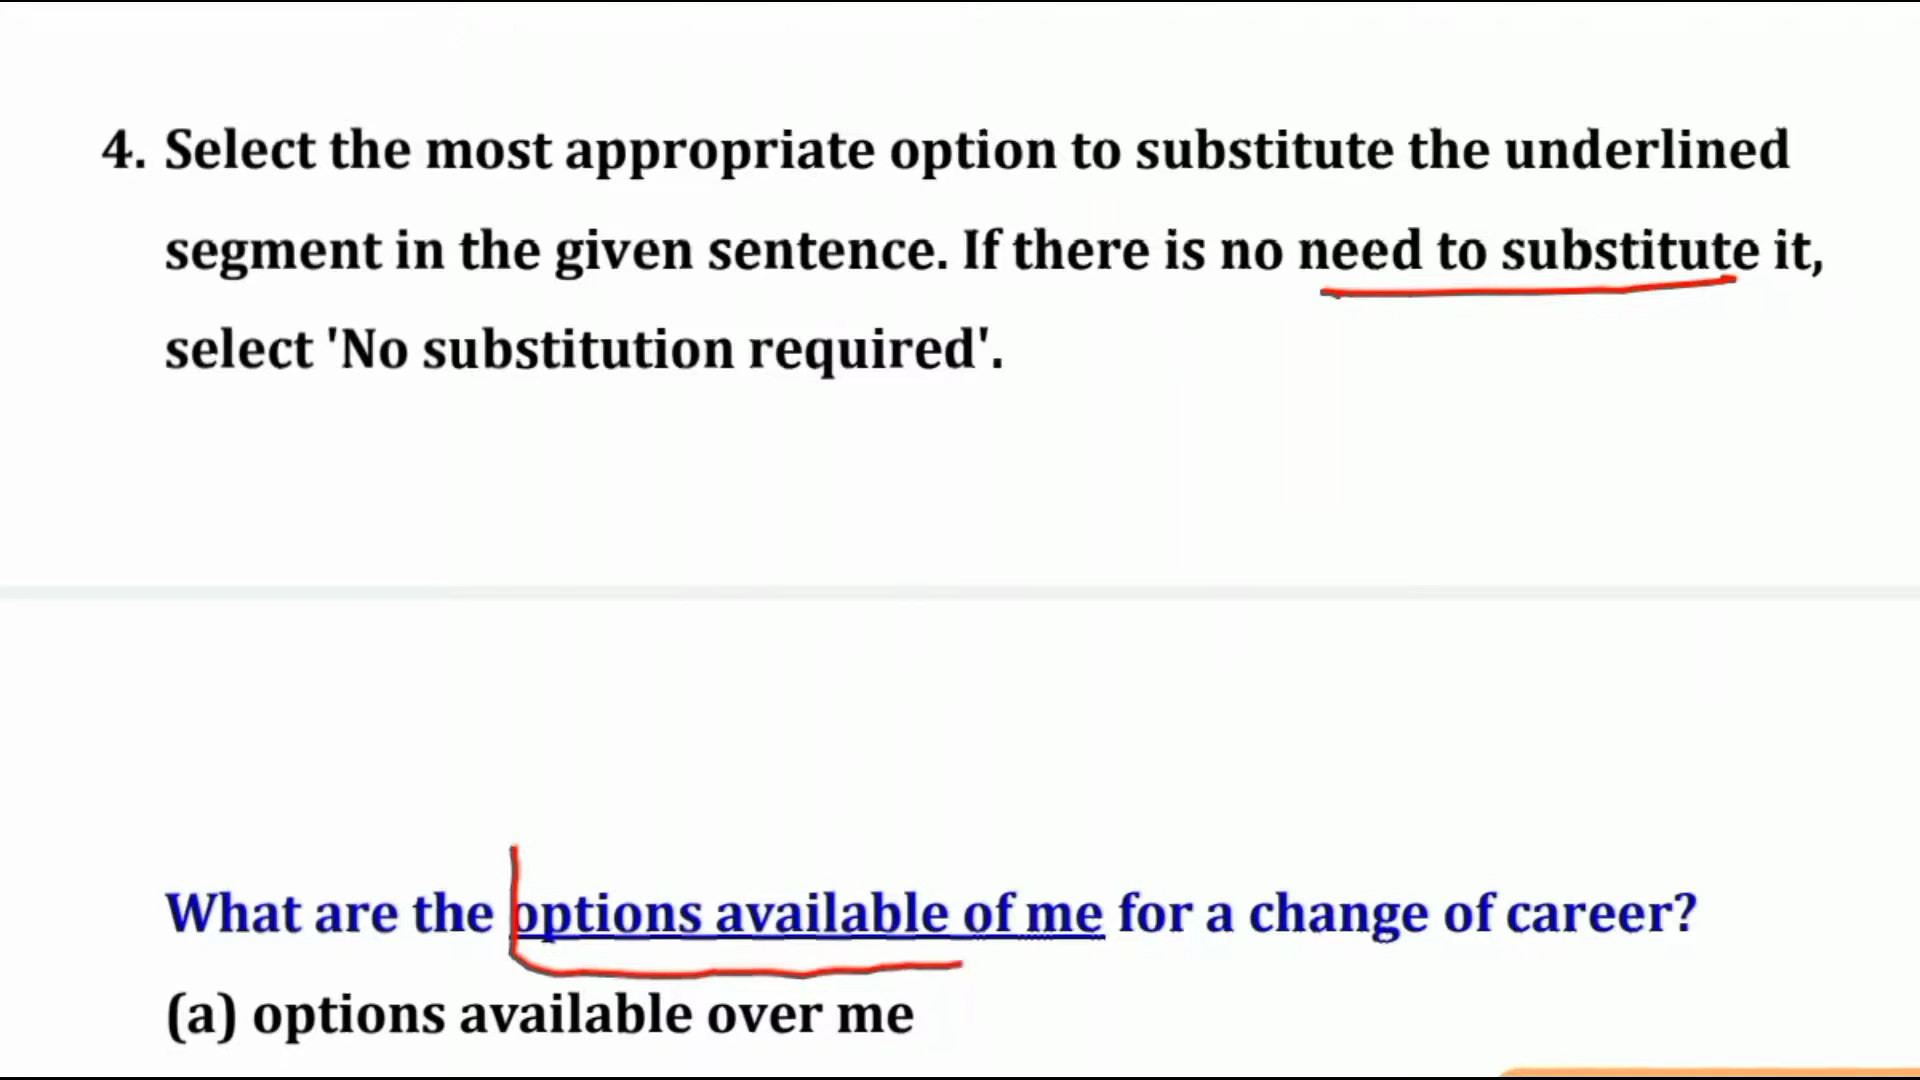 4. Select the most appropriate option to substitute the underlined
segment in the given sentence. If there is no need to substitute it,
select 'No substitution required'.
What are the options available of me for a change of career?
(a) options available over me